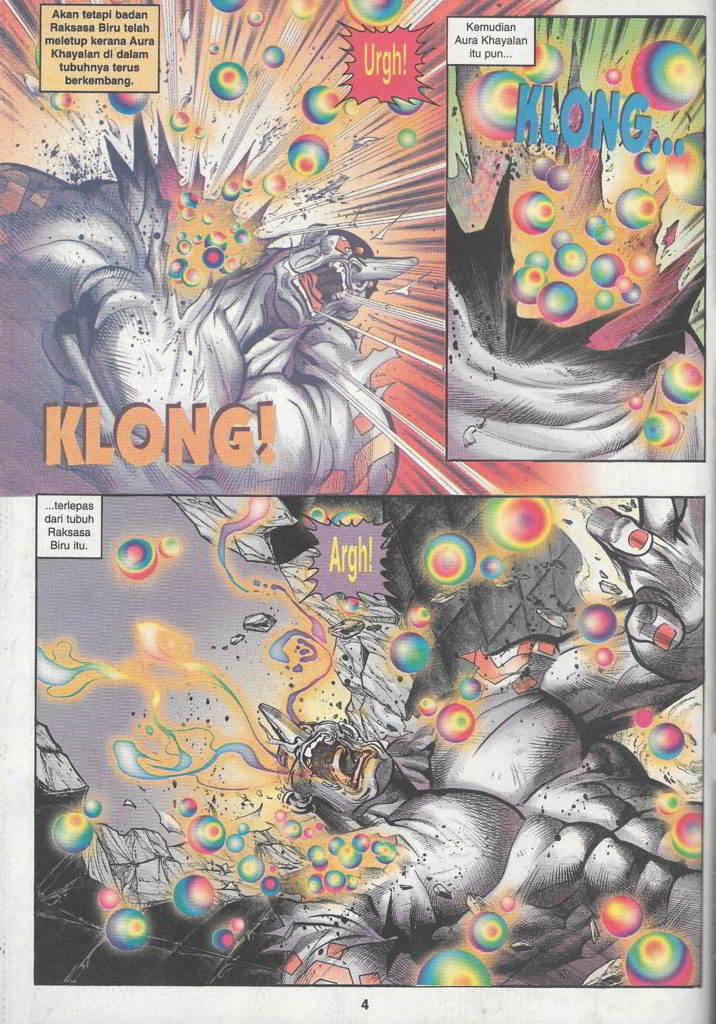 Akan tetapi badan
Raksasa Biru telah
meletup kerana Aura
Khayalan di dalam
tubuhnya terus
berkembang.
Urgh!
KLONG!
Kemudian
Aura Khayalan
itu pun...
KLONG...
...terlepas
dari tubuh
Raksasa
Biru itu.
Argh!
4